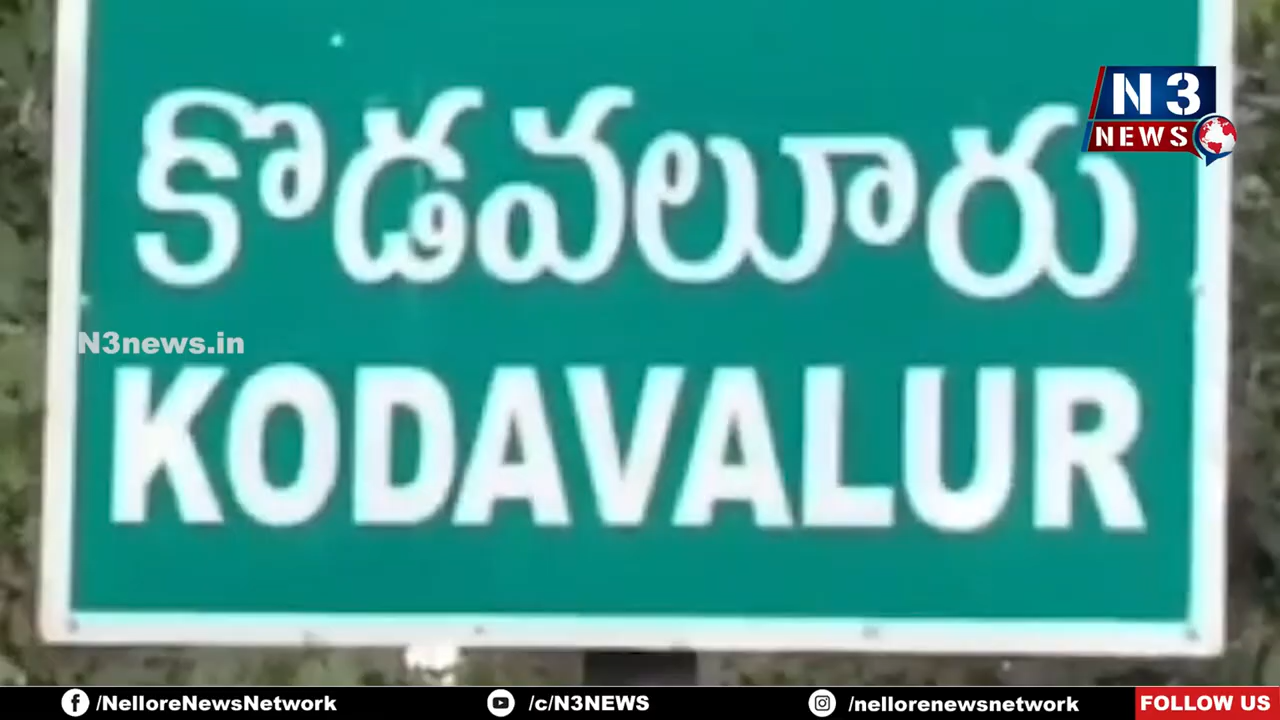 N3
NEWS
కొడవలూరు
N3news.in
KODAVALUR
/NelloreNewsNetwork
/c/N3NEWS
/nellorenewsnetwork
FOLLOW US